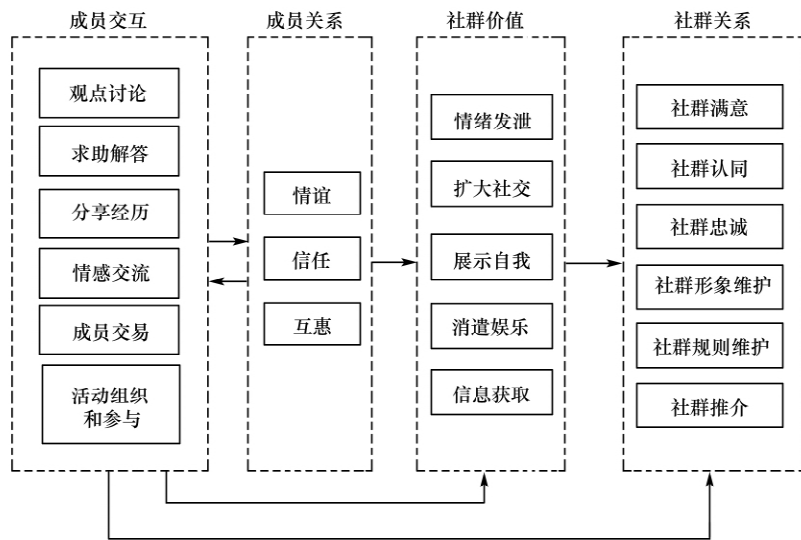 成员交互
成员关系
社群价值
社群关系
观点讨论
求助解答
分享经历
情感交流
成员交易
活动组织
和参与
情谊
信任
互惠
情绪发泄
扩大社交
展示自我
消遣娱乐
信息获取
社群满意
社群认同
社群忠诚
社群形象维护
社群规则维护
社群推介